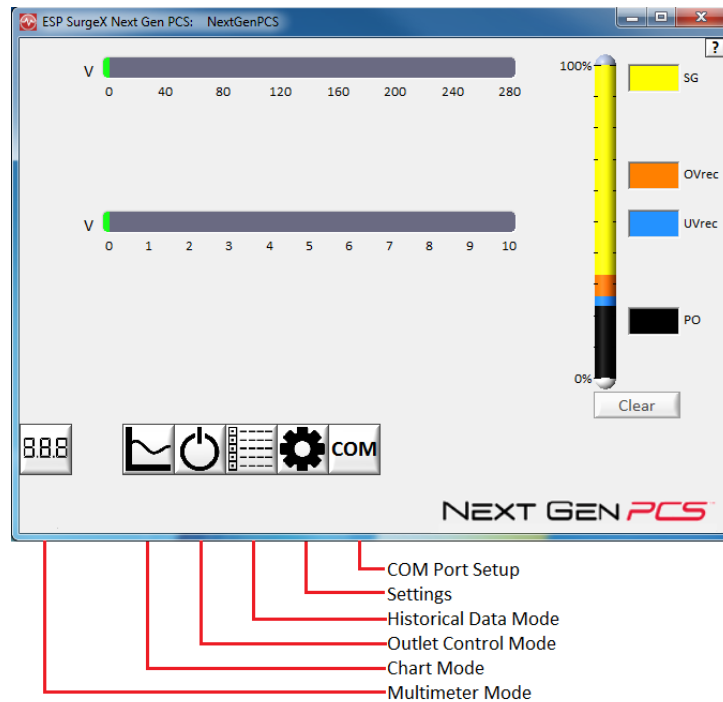 ESP SurgeX Next Gen PCS: NextGenPCS
?
V
0 40 80 120 160 200 240 280
100%
SG
OVrec
V
0 1 2 3 4 5 6 7 8 9 10
UVrec
PO
0%
Clear
8.8.8
COM
NEXT GEN PCS
COM Port Setup
Settings
Historical Data Mode
Outlet Control Mode
Chart Mode
Multimeter Mode